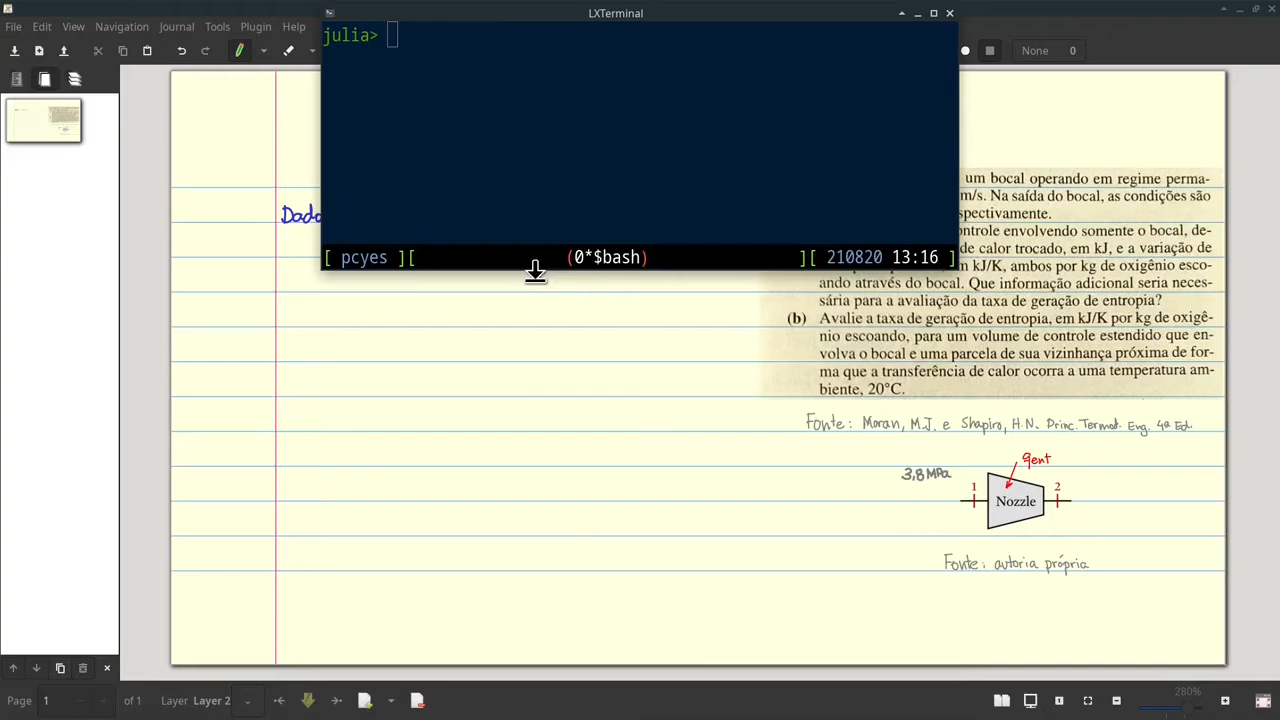 LXTerminal
File Edit View Navigation Journal Tools Plugin Help
julia>
None 0
um bocal operando em regime perma-
m/s. Na saída do bocal, as condições são
spectivamente.
Dado
ontrole envolvendo somente o bocal, de-
de calor trocado, em kJ, e a variação de
[ pcyes ][ (0*$bash) ][ 210820 13:16 ]
m kJ/K, ambos por kg de oxigênio esco-
ando através do bocal. Que informação adicional seria neces-
sária para a avaliação da taxa de geração de entropia?
(b) Avalie a taxa de geração de entropia, em kJ/K por kg de oxigê-
nio escoando, para um volume de controle estendido que en-
volva o bocal e uma parcela de sua vizinhança próxima de for-
ma que a transferência de calor ocorra a uma temperatura am-
biente, 20°C.
Fonte: Moran, M.J. e Shapiro, H.N. Princ. Termod. Eng. 4ª Ed.
qent
3,8 MPa
1 2
Nozzle
Fonte: autoria própria
Page 1 of 1 Layer Layer 2
280%